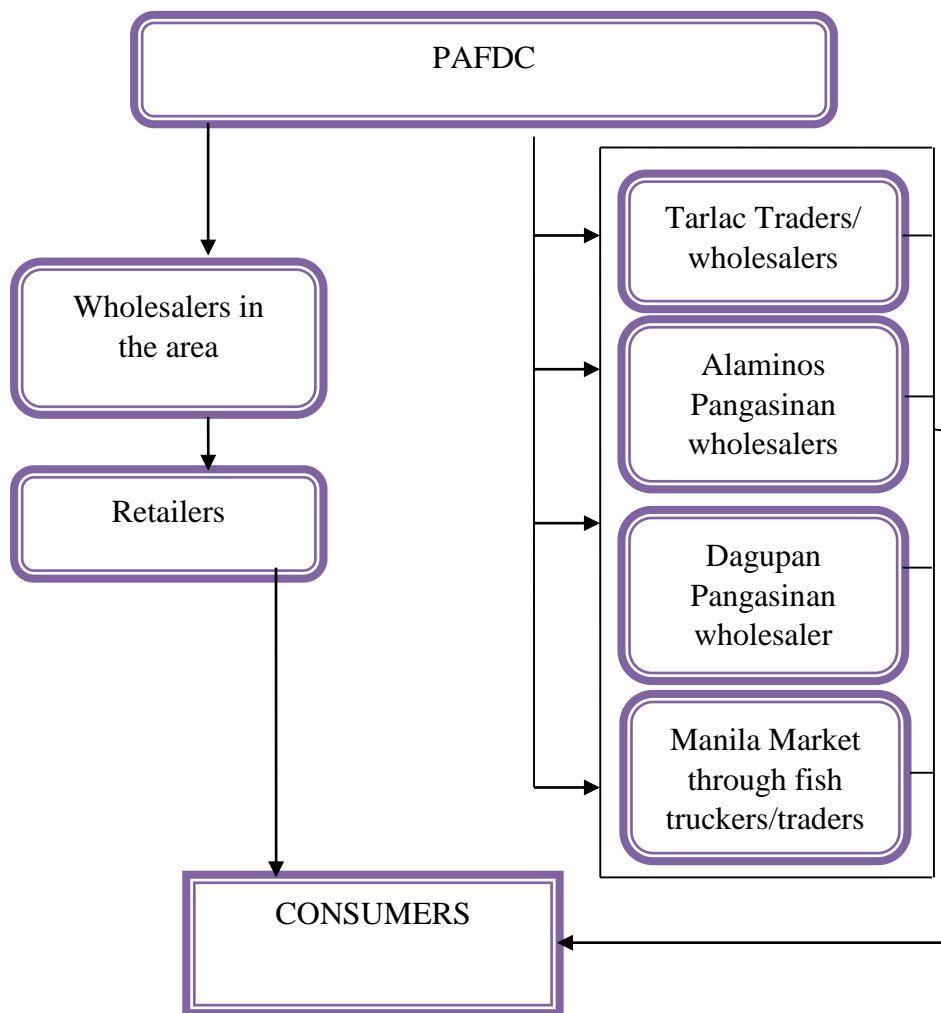 PAFDC
Wholesalers in
the area
Retailers
Tarlac Traders/
wholesalers
Alaminos
Pangasinan
wholesalers
Dagupan
Pangasinan
wholesaler
Manila Market
through fish
truckers/traders
CONSUMERS